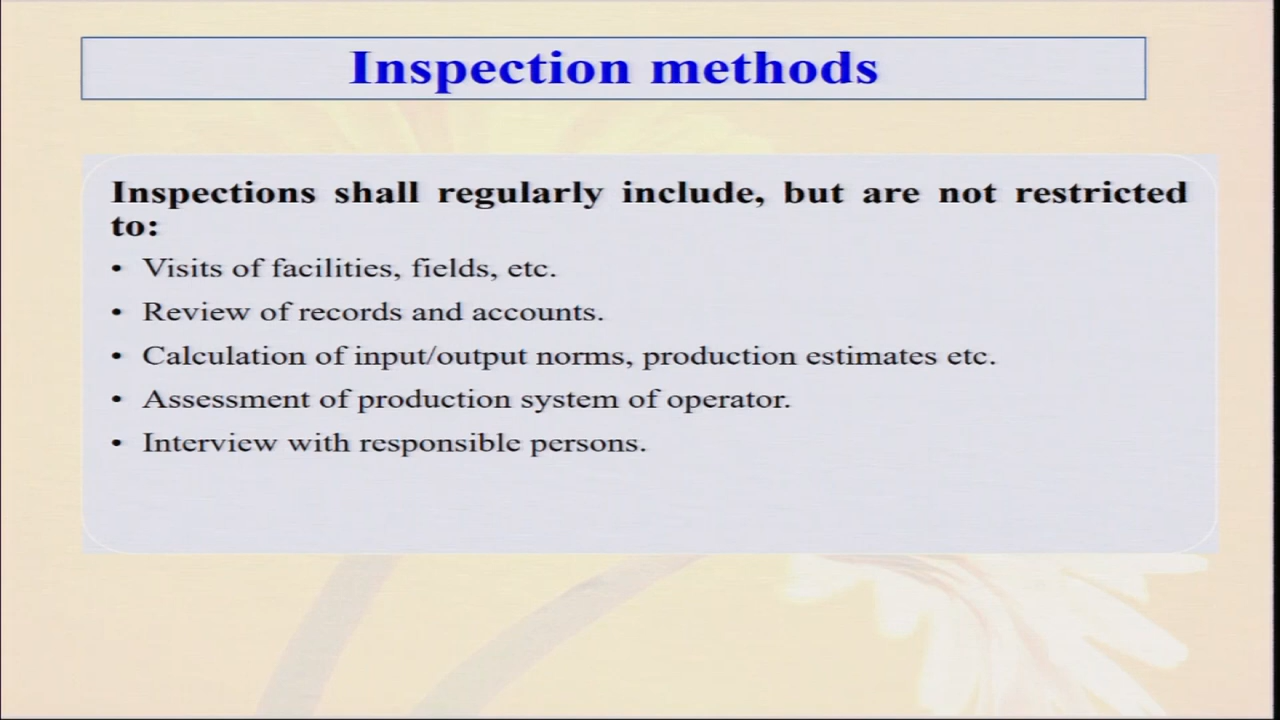 Inspection methods
Inspections shall regularly include, but are not restricted
to:
• Visits of facilities, fields, etc.
• Review of records and accounts.
• Calculation of input/output norms, production estimates etc.
• Assessment of production system of operator.
• Interview with responsible persons.